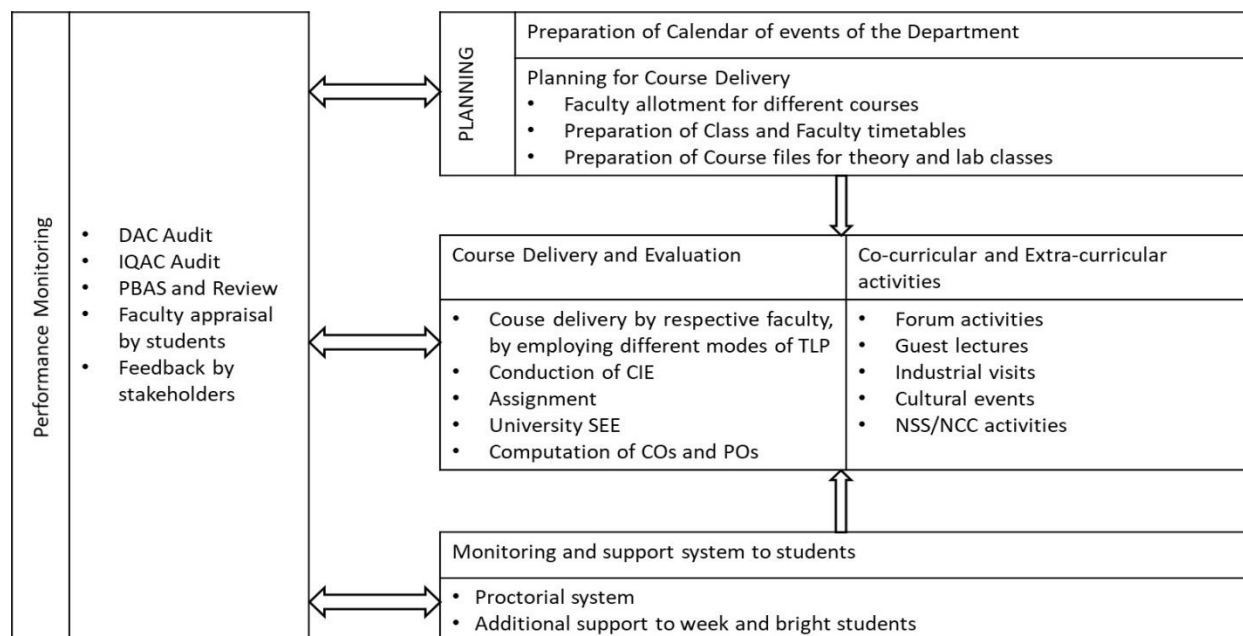 Performance Monitoring
• DAC Audit
• IQAC Audit
• PBAS and Review
• Faculty appraisal
by students
• Feedback by
stakeholders
PLANNING
Preparation of Calendar of events of the Department
Planning for Course Delivery
• Faculty allotment for different courses
• Preparation of Class and Faculty timetables
• Preparation of Course files for theory and lab classes
Course Delivery and Evaluation
• Couse delivery by respective faculty,
by employing different modes of TLP
• Conduction of CIE
• Assignment
• University SEE
• Computation of COs and POs
Co-curricular and Extra-curricular
activities
• Forum activities
• Guest lectures
• Industrial visits
• Cultural events
• NSS/NCC activities
Monitoring and support system to students
• Proctorial system
• Additional support to week and bright students